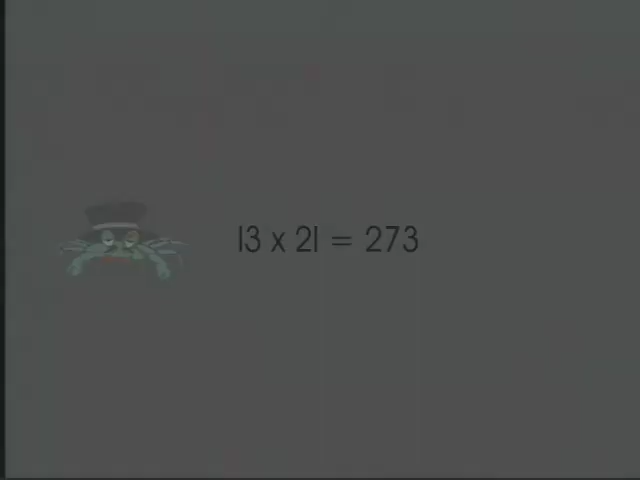 13 x 21 = 273